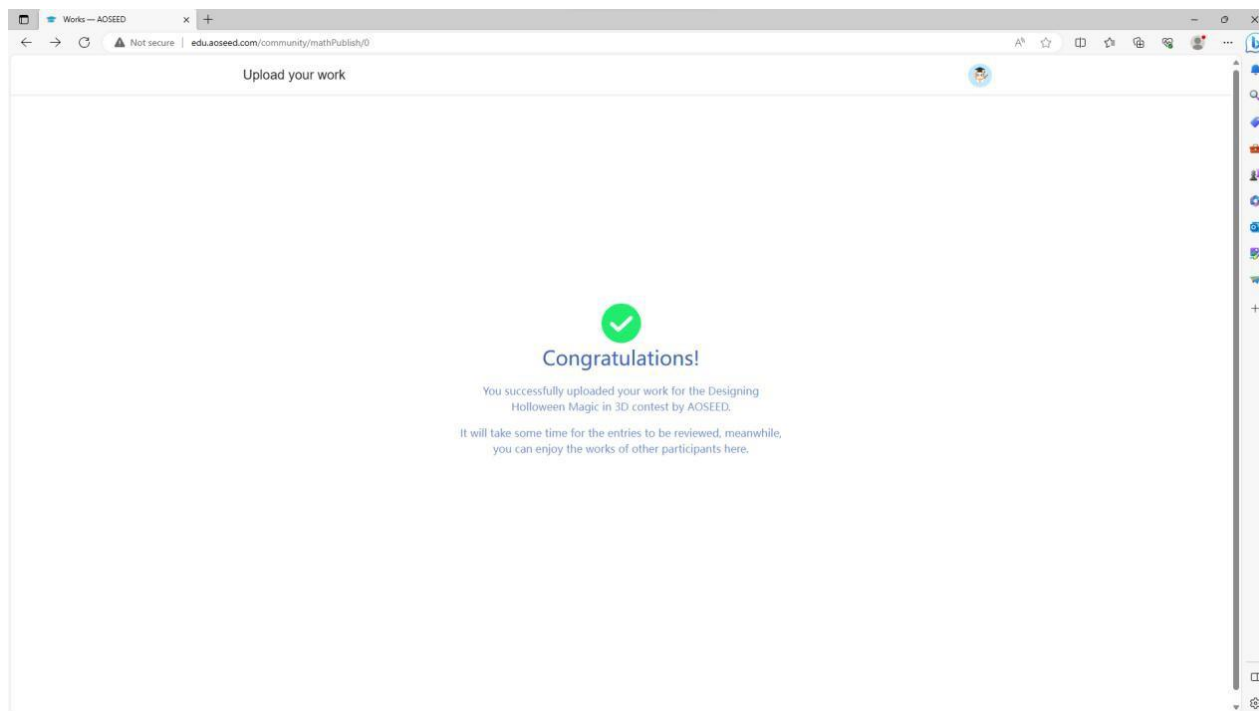 Works — AOSEED
Not secure | edu.aoseed.com/community/mathPublish/0
Upload your work
Congratulations!
You successfully uploaded your work for the Designing
Holloween Magic in 3D contest by AOSEED.
It will take some time for the entries to be reviewed, meanwhile,
you can enjoy the works of other participants here.